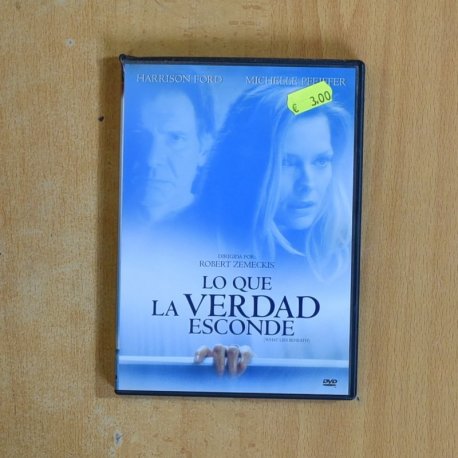 HARRISON FORD MICHELLE PFEIFFER
€ 3,00
DIRIGIDA POR:
ROBERT ZEMECKIS
LO QUE
LA VERDAD
ESCONDE
(WHAT LIES BENEATH)
DVD